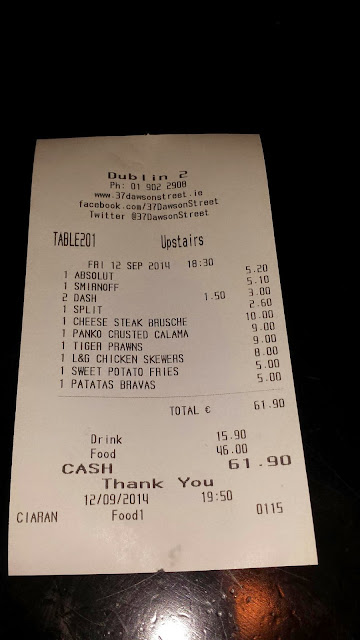 Dublin 2
Ph: 01 902 2908
www.37dawsonstreet.ie
facebook.com/37DawsonStreet
Twitter @37DawsonStreet
TABLE201 Upstairs
FRI 12 SEP 2014 18:30
1 ABSOLUT 5.20
1 SMIRNOFF 5.10
2 DASH 1.50 3.00
1 SPLIT 2.60
1 CHEESE STEAK BRUSCHE 10.00
1 PANKO CRUSTED CALAMA 9.00
1 TIGER PRAWNS 9.00
1 L&G CHICKEN SKEWERS 8.00
1 SWEET POTATO FRIES 5.00
1 PATATAS BRAVAS 5.00
TOTAL € 61.90
Drink 15.90
Food 46.00
CASH 61.90
Thank You
12/09/2014 19:50
CIARAN Food1 0115